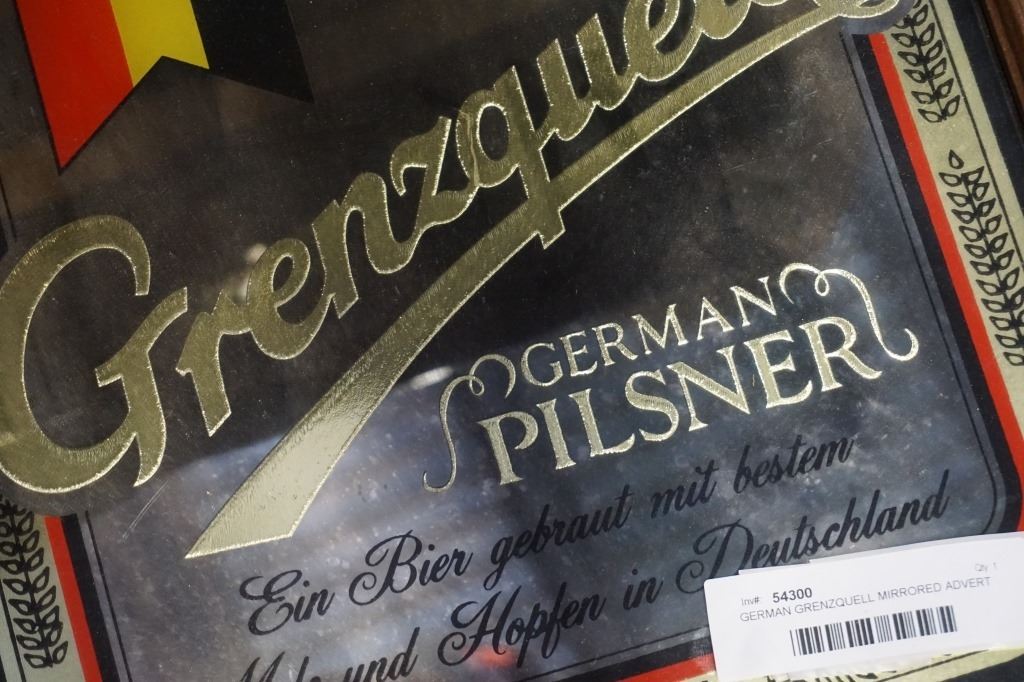 Grenzquell
GERMAN
PILSNER
Ein Bier gebraut mit bestem
und Hopfen in Deutschland
Qty 1
Inv#: 54300
GERMAN GRENZQUELL MIRRORED ADVERT